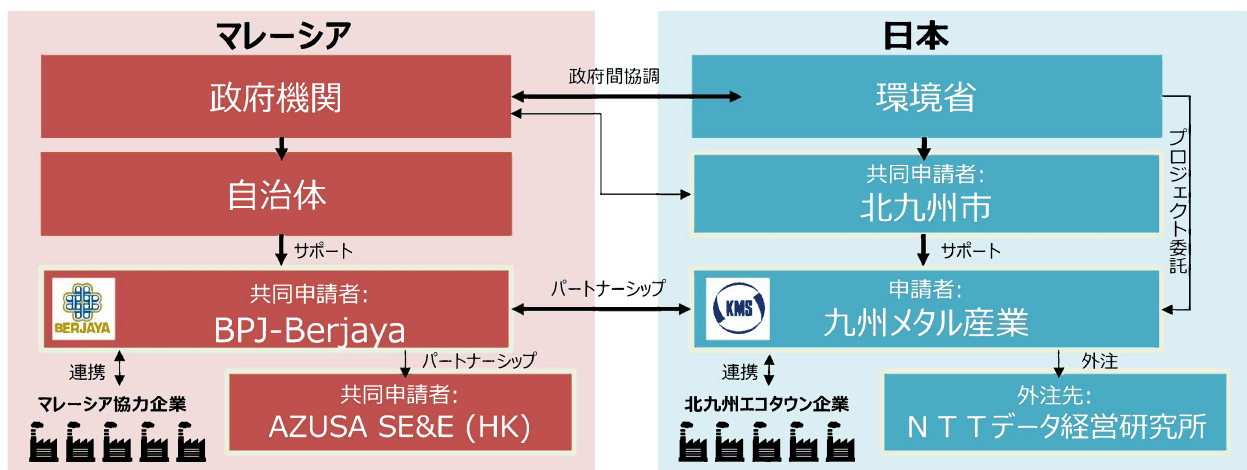 マレーシア
政府機関
自治体
サポート
BERJAYA
共同申請者:
BPJ-Berjaya
連携
パートナーシップ
マレーシア協力企業
共同申請者:
AZUSA SE&E (HK)
政府間協調
パートナーシップ
日本
環境省
共同申請者:
北九州市
プロジェクト委託
サポート
KMS
申請者:
九州メタル産業
連携
外注
北九州エコタウン企業
外注先:
ＮＴＴデータ経営研究所